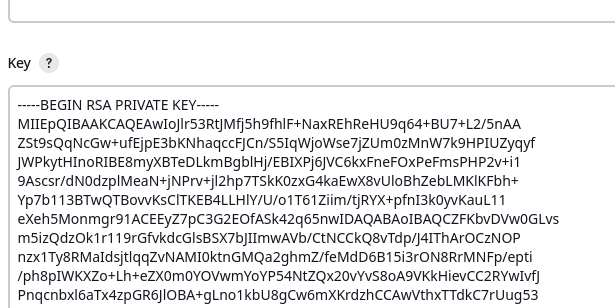 Key ?
-----BEGIN RSA PRIVATE KEY-----
MIIEpQIBAAKCAQEAwIoJlr53RtJMfj5h9fhlF+NaxREhReHU9q64+BU7+L2/5nAA
ZSt9sQqNcGw+ufEjpE3bKNhaqccFJCn/S5IqWjoWse7jZUm0zMnW7k9HPIUZyqyf
JWPkytHInoRIBE8myXBTeDLkmBgblHj/EBIXPj6JVC6kxFneFOxPeFmsPHP2v+i1
9Ascsr/dN0dzplMeaN+jNPrv+jl2hp7TSkK0zxG4kaEwX8vUloBhZebLMKlKFbh+
Yp7b113BTwQTBovvKsClTKEB4LLHlY/U/o1T61Ziim/tjRYX+pfnI3k0yvKauL11
eXeh5Monmgr91ACEEyZ7pC3G2EOfASk42q65nwIDAQABAoIBAQCZFKbvDVw0GLvs
m5izQdzOk1r119rGfvkdcGlsBSX7bJIImwAVb/CtNCCkQ8vTdp/J4IThArOCzNOP
nzx1Ty8RMaIdsjtlqqZvNAMI0ktnGMQa2ghmZ/feMdD6B15i3rON8RrMNFp/epti
/ph8pIWKXZo+Lh+eZX0m0YOVwmYoYP54NtZQx20vYvS8oA9VKkHievCC2RYwIvfJ
Pnqcnbxl6aTx4zpGR6JlOBA+gLno1kbU8gCw6mXKrdzhCCAwVthxTTdkC7rUug53